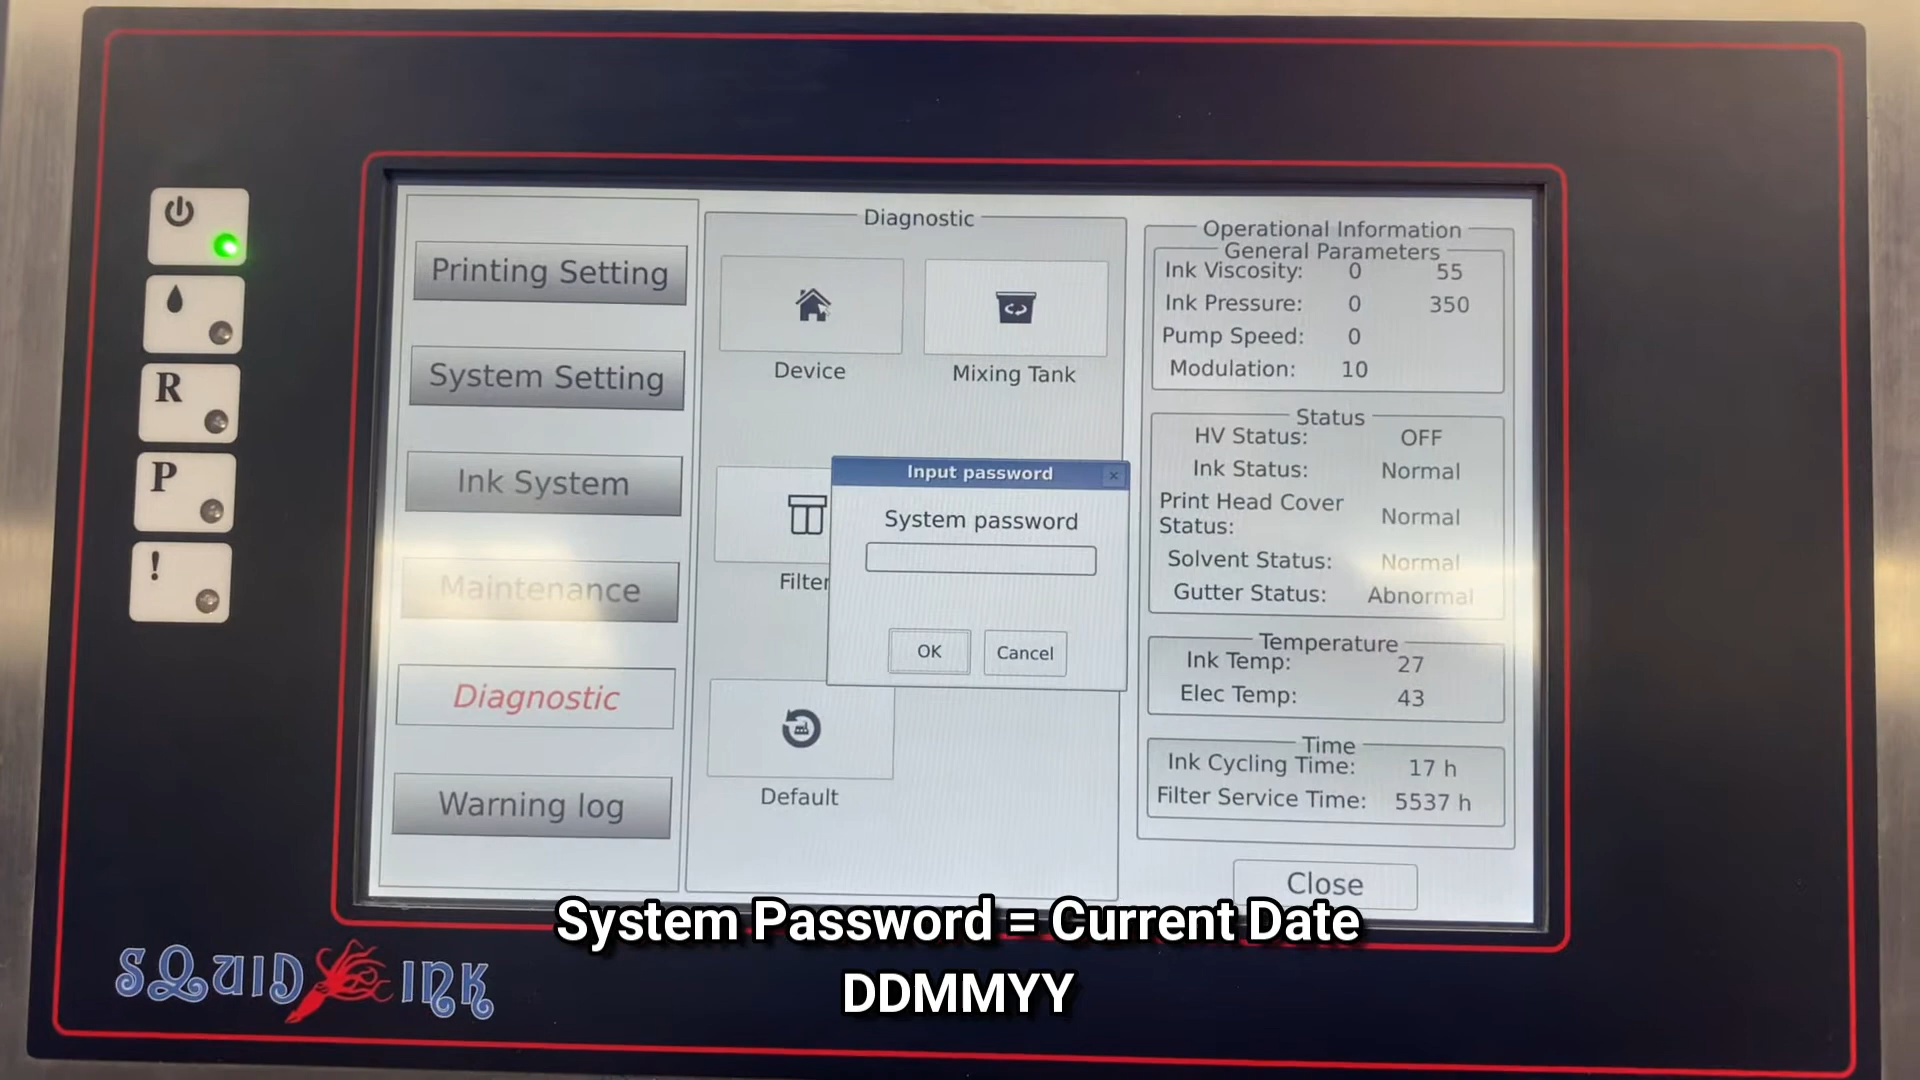 R
P
!
Printing Setting
System Setting
Ink System
Maintenance
Diagnostic
Warning log
Diagnostic
Device
Mixing Tank
Filter
Default
Input password
System password
OK
Cancel
Operational Information
General Parameters
Ink Viscosity: 0 55
Ink Pressure: 0 350
Pump Speed: 0
Modulation: 10
Status
HV Status: OFF
Ink Status: Normal
Print Head Cover
Status: Normal
Solvent Status: Normal
Gutter Status: Abnormal
Temperature
Ink Temp: 27
Elec Temp: 43
Time
Ink Cycling Time: 17 h
Filter Service Time: 5537 h
Close
System Password = Current Date
DDMMYY
SQUID INK